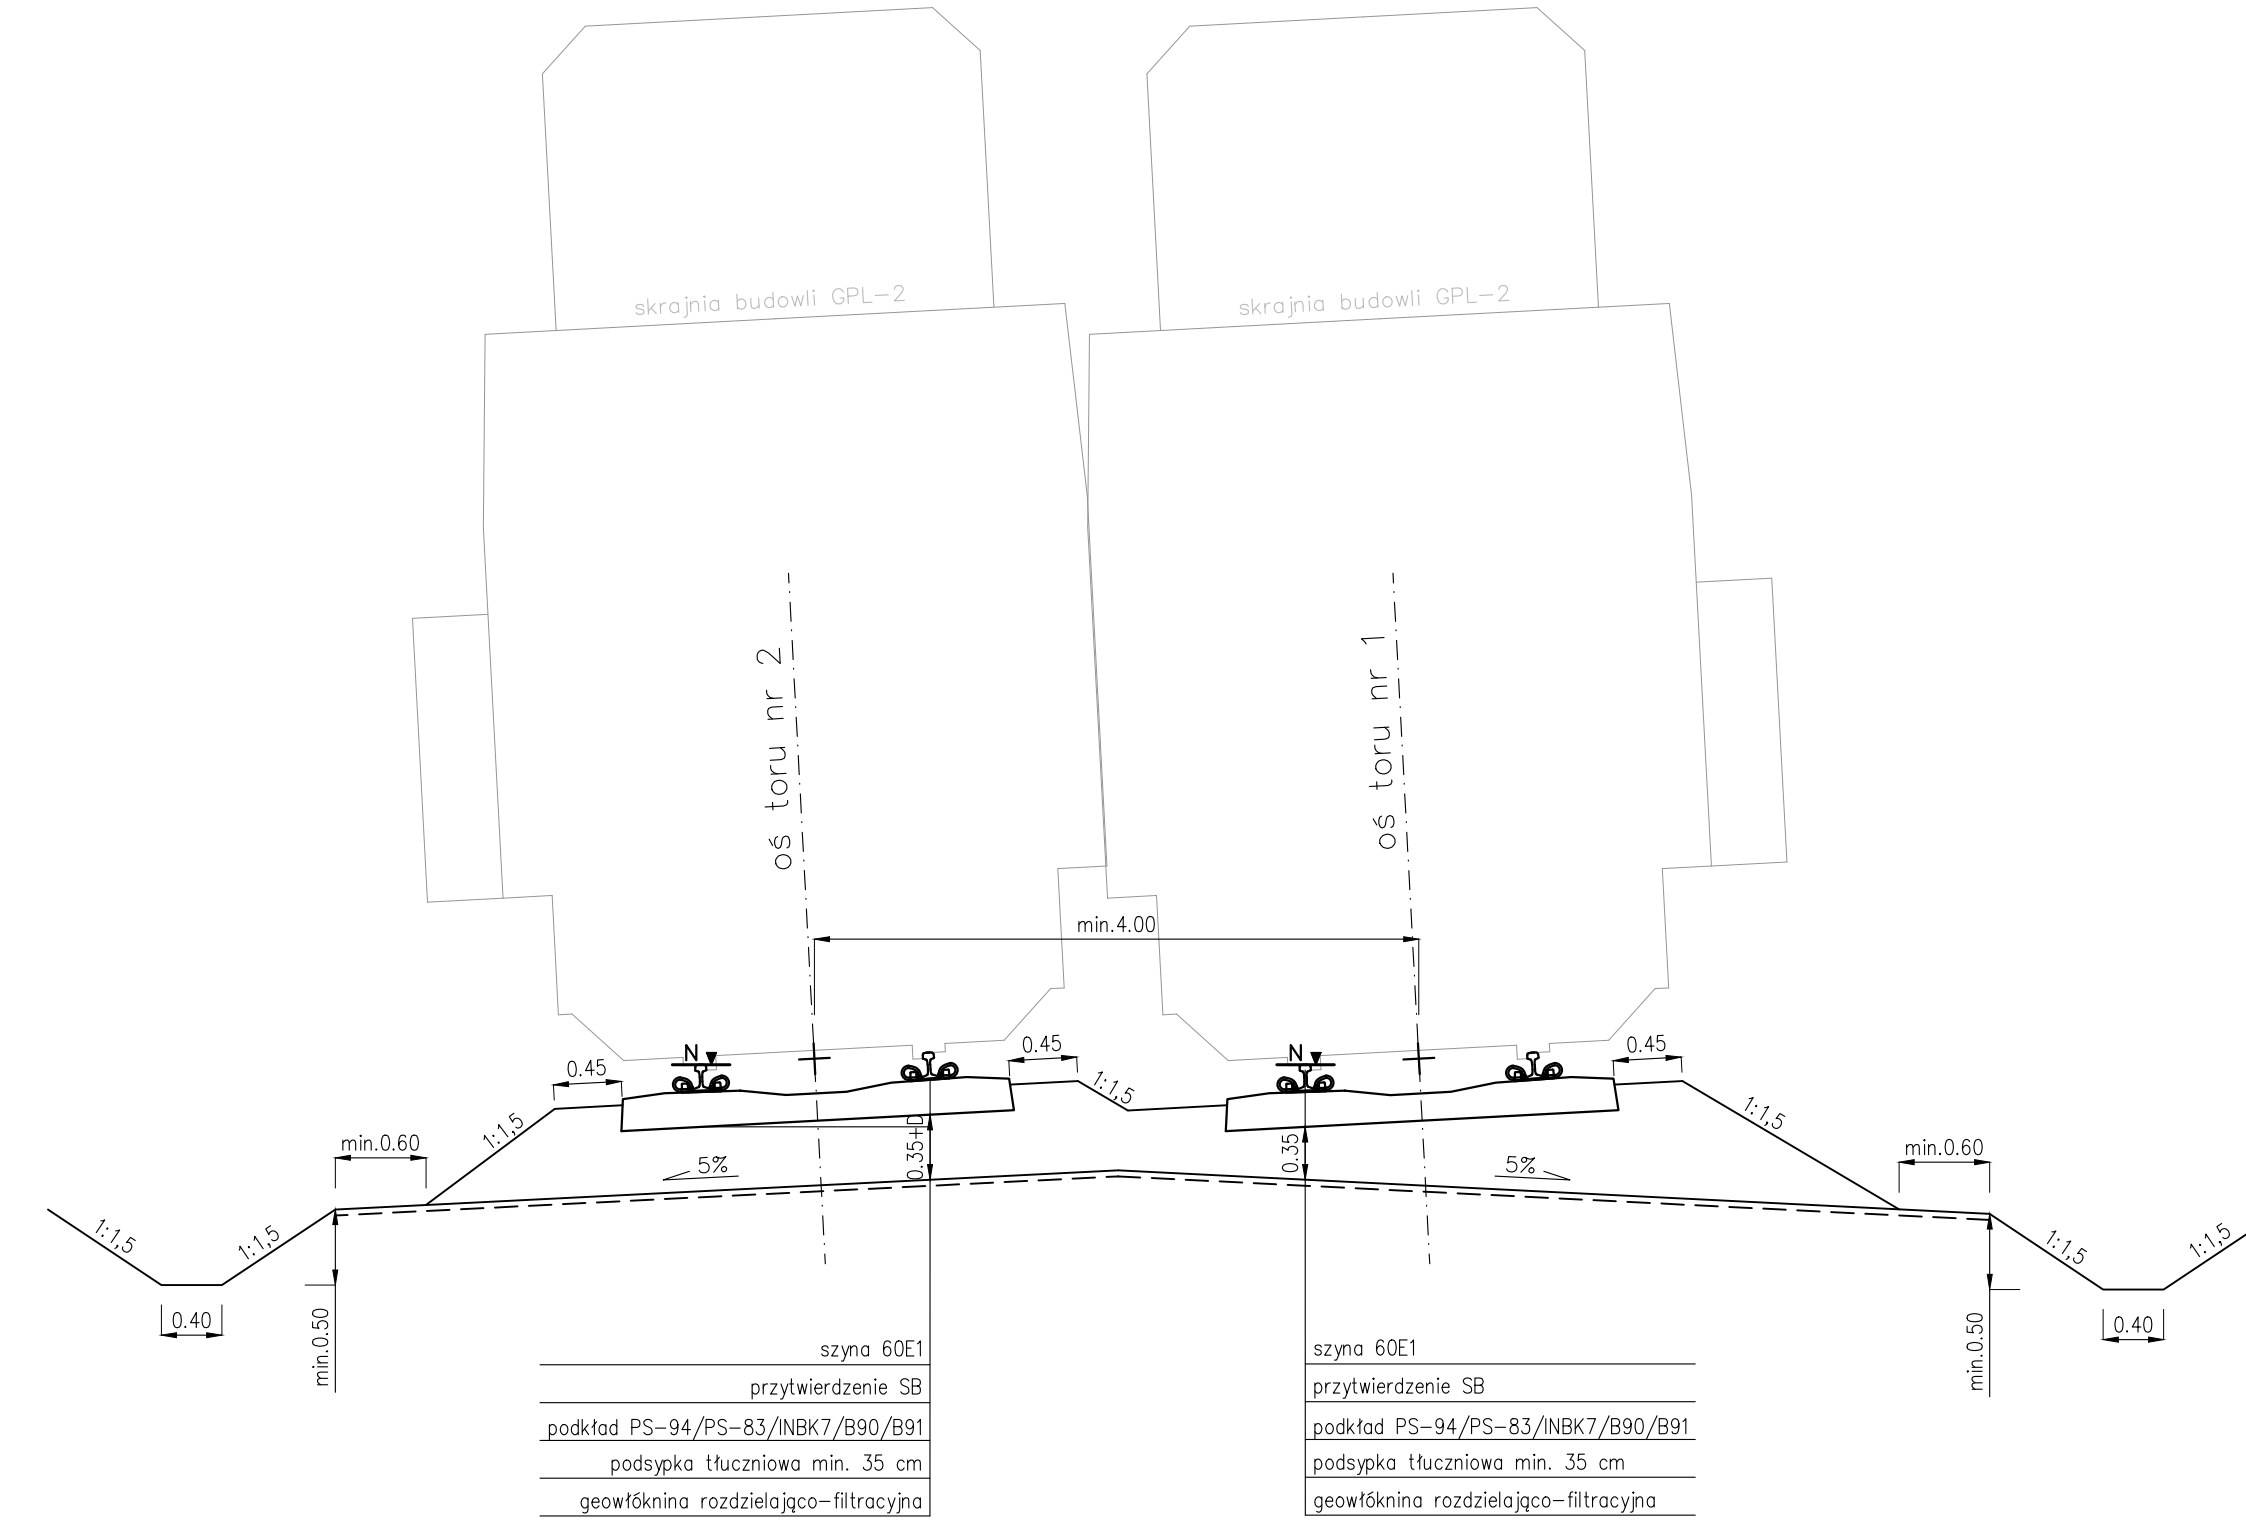 skrajnia budowli GPL-2
skrajnia budowli GPL-2
oś toru nr 2
oś toru nr 1
min.4.00
N
0.45
0.45
N
0.45
1:1,5
1:1,5
1:1,5
min.0.60
5%
0.35+D
0.35
5%
min.0.60
1:1,5
1:1,5
1:1,5
1:1,5
0.40
min.0.50
min.0.50
0.40
szyna 60E1
przytwierdzenie SB
podkład PS-94/PS-83/INBK7/B90/B91
podsypka tłuczniowa min. 35 cm
geowłóknina rozdzielająco-filtracyjna
szyna 60E1
przytwierdzenie SB
podkład PS-94/PS-83/INBK7/B90/B91
podsypka tłuczniowa min. 35 cm
geowłóknina rozdzielająco-filtracyjna